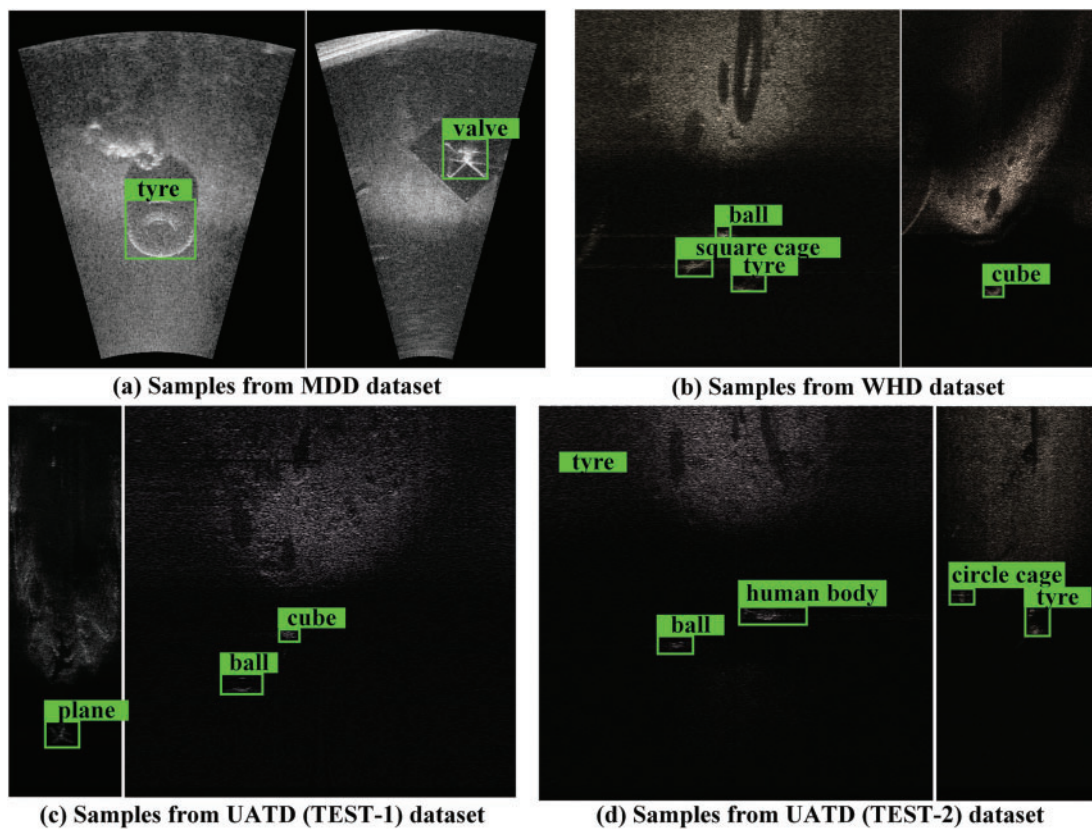 valve
tyre
ball
square cage
tyre
cube
(a) Samples from MDD dataset
(b) Samples from WHD dataset
cube
ball
plane
tyre
human body
ball
circle cage
tyre
(c) Samples from UATD (TEST-1) dataset
(d) Samples from UATD (TEST-2) dataset